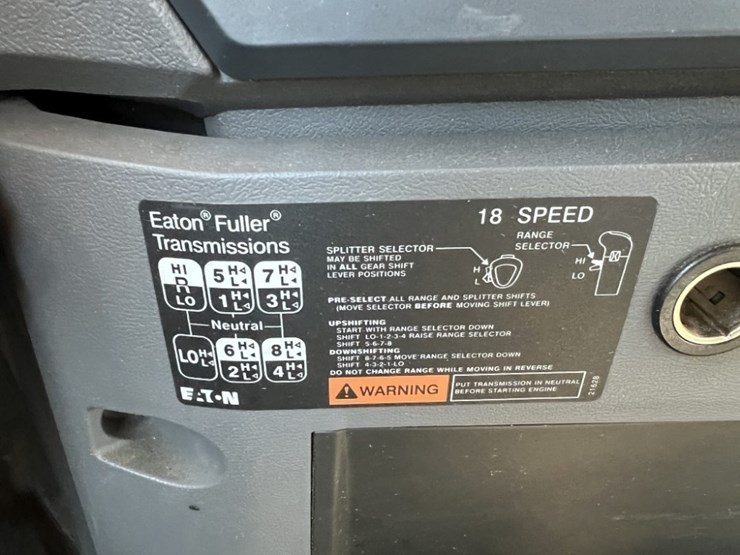 Eaton® Fuller®
Transmissions
18 SPEED
HI
R
LO
5 H
L
7 H
L
1 H
L
3 H
L
Neutral
LO H
L
6 H
L
8 H
L
2 H
L
4 H
L
EATON
SPLITTER SELECTOR
MAY BE SHIFTED
IN ALL GEAR SHIFT
LEVER POSITIONS
H
L
RANGE
SELECTOR
HI
LO
PRE-SELECT ALL RANGE AND SPLITTER SHIFTS
(MOVE SELECTOR BEFORE MOVING SHIFT LEVER)
UPSHIFTING
START WITH RANGE SELECTOR DOWN
SHIFT LO-1-2-3-4 RAISE RANGE SELECTOR
SHIFT 5-6-7-8
DOWNSHIFTING
SHIFT 8-7-6-5 MOVE RANGE SELECTOR DOWN
SHIFT 4-3-2-1-LO
DO NOT CHANGE RANGE WHILE MOVING IN REVERSE
WARNING
PUT TRANSMISSION IN NEUTRAL
BEFORE STARTING ENGINE
21628